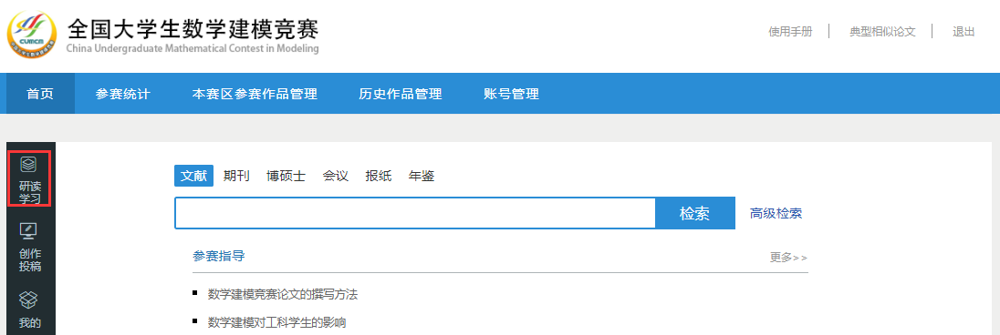 CUMCM
全国大学生数学建模竞赛
China Undergraduate Mathematical Contest in Modeling
使用手册
典型相似论文
退出
首页
参赛统计
本赛区参赛作品管理
历史作品管理
账号管理
研读
学习
创作
投稿
我的
文献
期刊
博硕士
会议
报纸
年鉴
检索
高级检索
参赛指导
更多>>
数学建模竞赛论文的撰写方法
数学建模对工科学生的影响